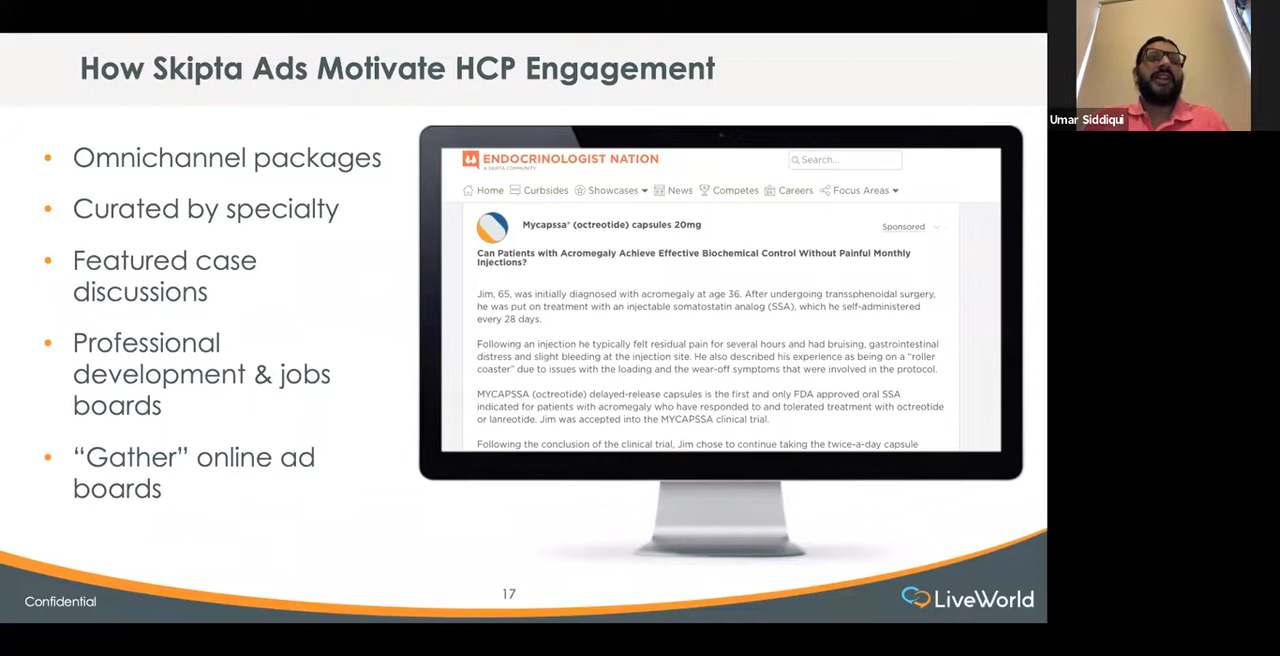 How Skipta Ads Motivate HCP Engagement
• Omnichannel packages
• Curated by specialty
• Featured case
discussions
• Professional
development & jobs
boards
• “Gather” online ad
boards
ENDOCRINOLOGIST NATION
A SKIPTA COMMUNITY
Search...
Home Curbsides Showcases News Competes Careers Focus Areas
Mycapssa® (octreotide) capsules 20mg
Sponsored
Can Patients with Acromegaly Achieve Effective Biochemical Control Without Painful Monthly
Injections?
Jim, 65, was initially diagnosed with acromegaly at age 36. After undergoing transsphenoidal surgery,
he was put on treatment with an injectable somatostatin analog (SSA), which he self-administered
every 28 days.
Following an injection he typically felt residual pain for several hours and had bruising, gastrointestinal
distress and slight bleeding at the injection site. He also described his experience as being on a “roller
coaster” due to issues with the loading and the wear-off symptoms that were involved in the protocol.
MYCAPSSA (octreotide) delayed-release capsules is the first and only FDA approved oral SSA
indicated for patients with acromegaly who have responded to and tolerated treatment with octreotide
or lanreotide. Jim was accepted into the MYCAPSSA clinical trial.
Following the conclusion of the clinical trial, Jim chose to continue taking the twice-a-day capsule
Confidential
17
LiveWorld
Umar Siddiqui